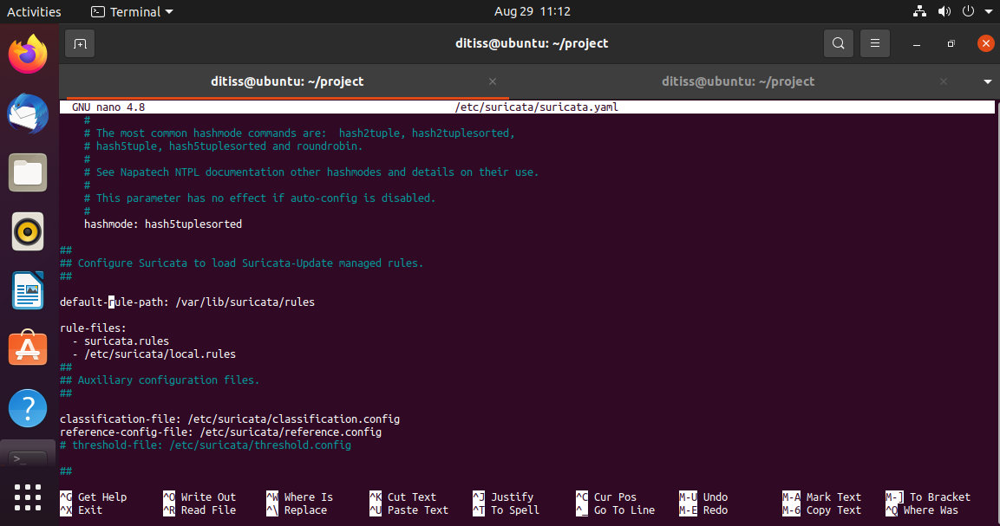 Activities Terminal Aug 29 11:12
ditiss@ubuntu: ~/project
ditiss@ubuntu: ~/project ditiss@ubuntu: ~/project
GNU nano 4.8 /etc/suricata/suricata.yaml
#
# The most common hashmode commands are:  hash2tuple, hash2tuplesorted,
# hash5tuple, hash5tuplesorted and roundrobin.
#
# See Napatech NTPL documentation other hashmodes and details on their use.
#
# This parameter has no effect if auto-config is disabled.
#
hashmode: hash5tuplesorted
##
## Configure Suricata to load Suricata-Update managed rules.
##
default-rule-path: /var/lib/suricata/rules
rule-files:
- suricata.rules
- /etc/suricata/local.rules
##
## Auxiliary configuration files.
##
classification-file: /etc/suricata/classification.config
reference-config-file: /etc/suricata/reference.config
# threshold-file: /etc/suricata/threshold.config
##
^G Get Help ^O Write Out ^W Where Is ^K Cut Text ^J Justify ^C Cur Pos M-U Undo M-A Mark Text M-] To Bracket
^X Exit ^R Read File ^\ Replace ^U Paste Text ^T To Spell ^_ Go To Line M-E Redo M-6 Copy Text ^Q Where Was